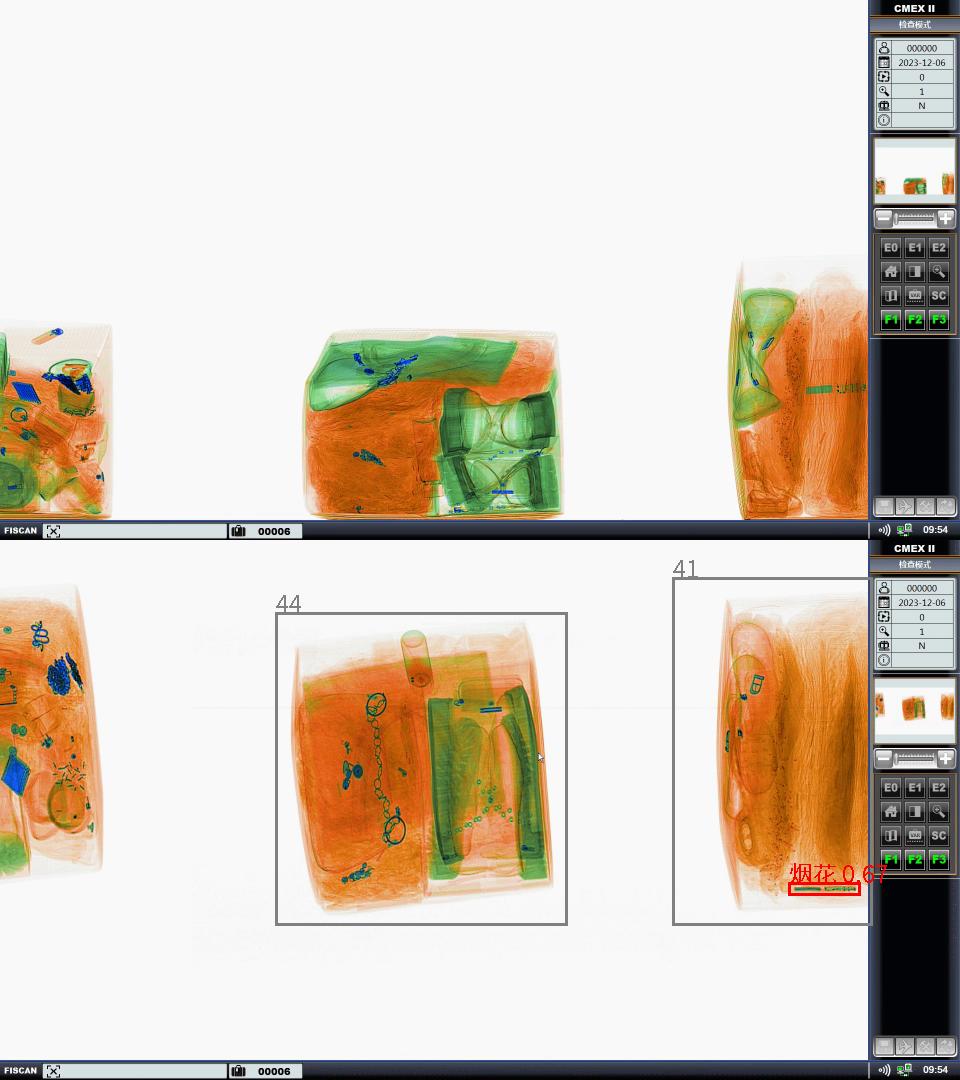 CMEX II
检查模式
000000
2023-12-06
0
1
N
E0 E1 E2
SC
F1 F2 F3
FISCAN
00006
09:54
CMEX II
检查模式
44
41
000000
2023-12-06
0
1
N
E0 E1 E2
SC
F1 F2 F3
烟花 0.67
FISCAN
00006
09:54